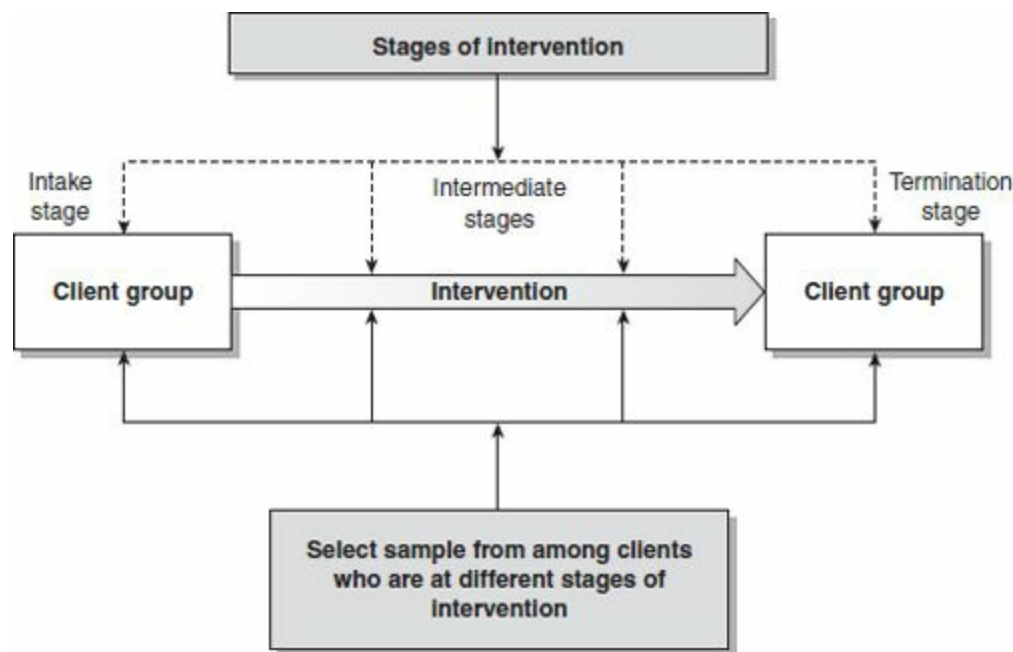 Stages of intervention
Intake
stage
Intermediate
stages
Termination
stage
Client group
Intervention
Client group
Select sample from among clients
who are at different stages of
intervention